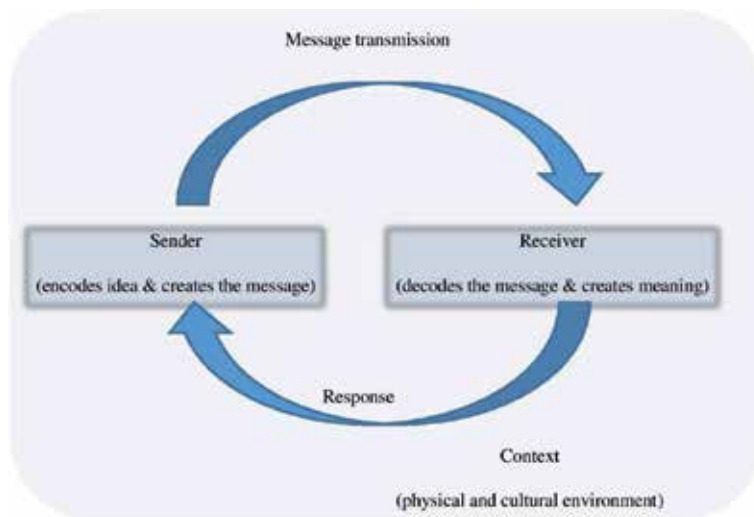 Message transmission
Sender
(encodes idea & creates the message)
Receiver
(decodes the message & creates meaning)
Response
Context
(physical and cultural environment)